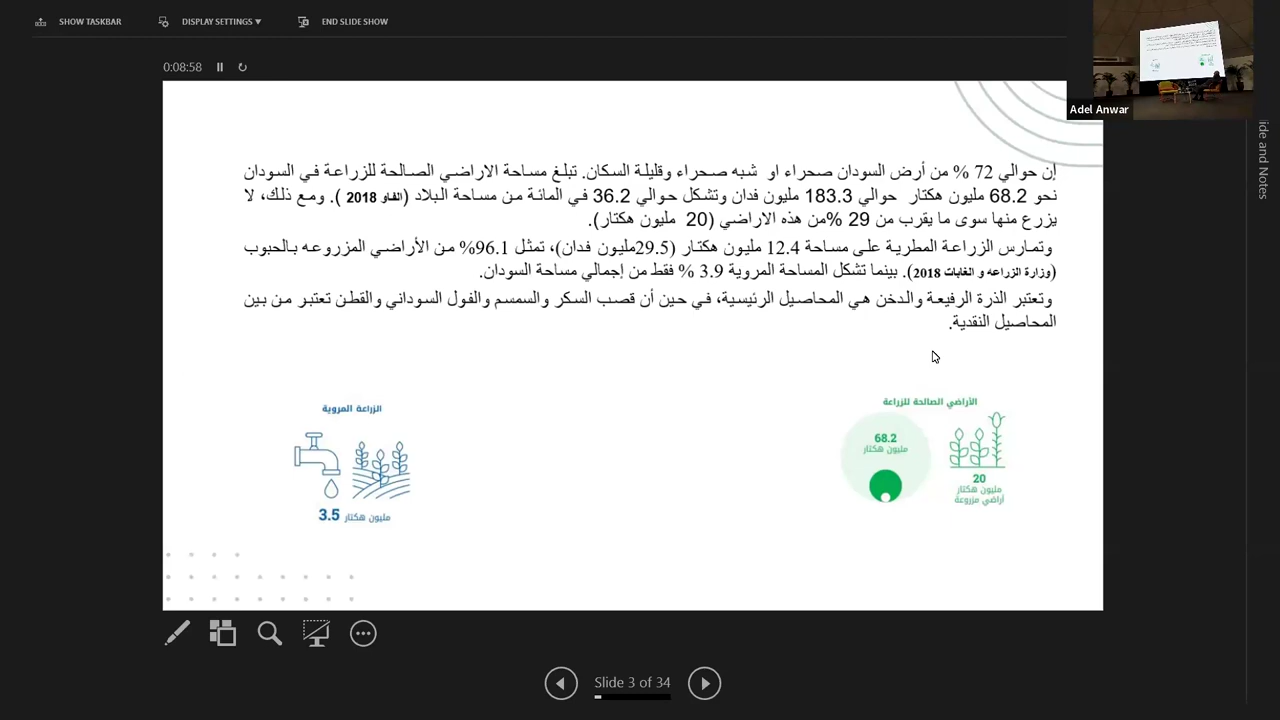 SHOW TASKBAR
DISPLAY SETTINGS
END SLIDE SHOW
Adel Anwar
0:08:58
lide and Notes
إن حوالي 72 % من أرض السودان صحراء او شبه صحراء وقليلة السكان. تبلغ مساحة الاراضي الصالحة للزراعة في السودان
نحو 68.2 مليون هكتار حوالي 183.3 مليون فدان وتشكل حوالي 36.2 في المائة من مساحة البلاد (الفاو 2018 ). ومع ذلك، لا
يزرع منها سوى ما يقرب من 29 %من هذه الاراضي (20 مليون هكتار).
وتمارس الزراعة المطرية على مساحة 12.4 مليون هكتار (29.5مليون فدان)، تمثل 96.1% من الأراضي المزروعه بالحبوب
(وزارة الزراعه و الغابات 2018). بينما تشكل المساحة المروية 3.9 % فقط من إجمالي مساحة السودان.
وتعتبر الذرة الرفيعة والدخن هي المحاصيل الرئيسية، في حين أن قصب السكر والسمسم والفول السوداني والقطن تعتبر من بين
المحاصيل النقدية.
الأراضي الصالحة للزراعة
68.2
مليون هكتار
20
مليون هكتار
أراضي مزروعة
الزراعة المروية
3.5 مليون هكتار
Slide 3 of 34